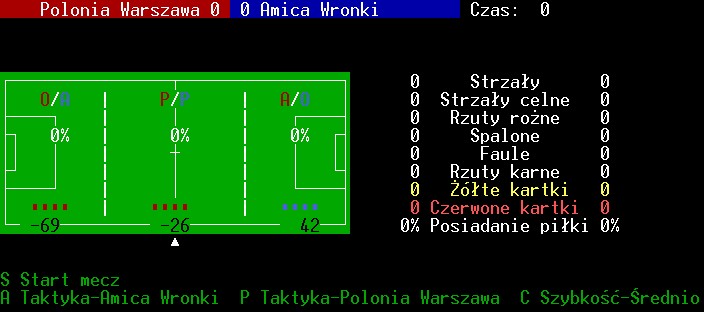 Polonia Warszawa 0 0 Amica Wronki Czas: 0
0 Strzały 0
O/A P/P A/O
0 Strzały celne 0
0 Rzuty rożne 0
0% 0% 0%
0 Spalone 0
0 Faule 0
0 Rzuty karne 0
0 Żółte kartki 0
0 Czerwone kartki 0
-69 -26 42
0% Posiadanie piłki 0%
S Start mecz
A Taktyka-Amica Wronki P Taktyka-Polonia Warszawa C Szybkość-Średnio